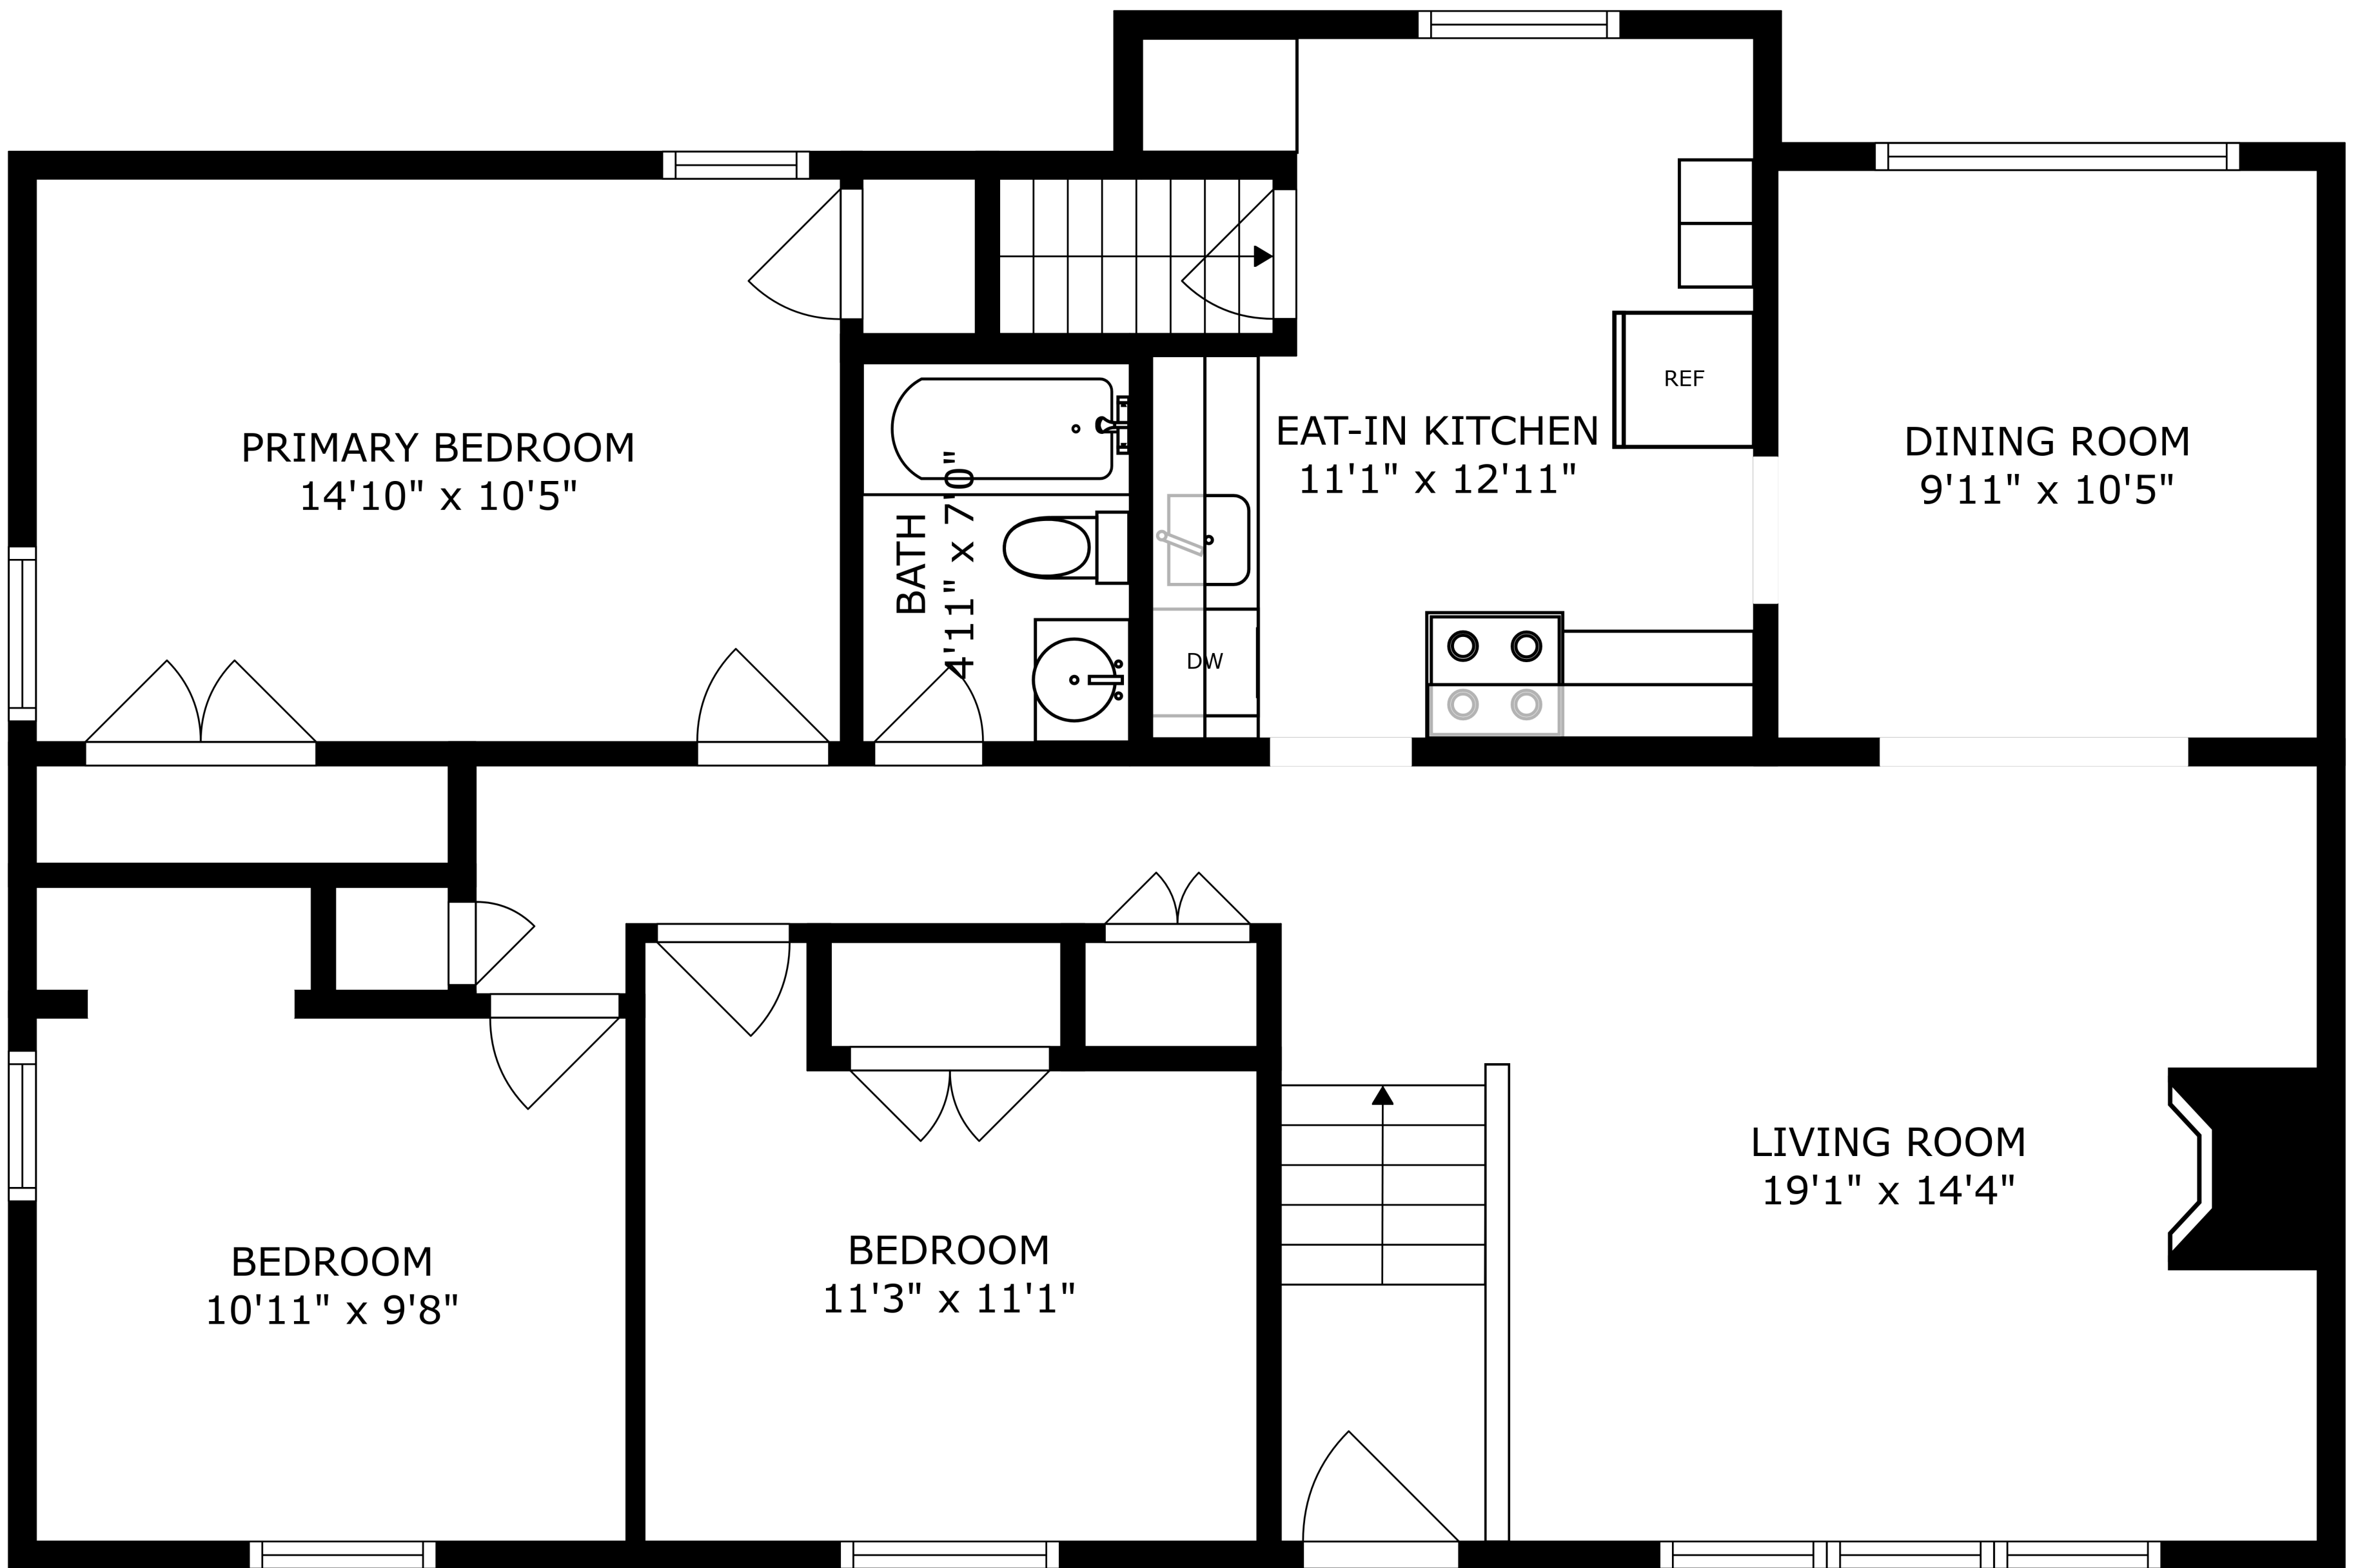 PRIMARY BEDROOM
14'10" x 10'5"
BATH
4'11" x 7'0"
EAT-IN KITCHEN
11'1" x 12'11"
REF
DW
DINING ROOM
9'11" x 10'5"
BEDROOM
10'11" x 9'8"
BEDROOM
11'3" x 11'1"
LIVING ROOM
19'1" x 14'4"